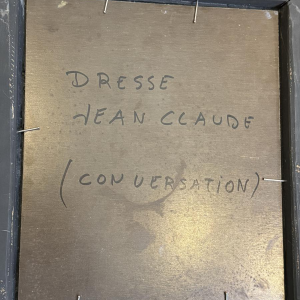 DRESSE
JEAN CLAUDE
(CONVERSATION)